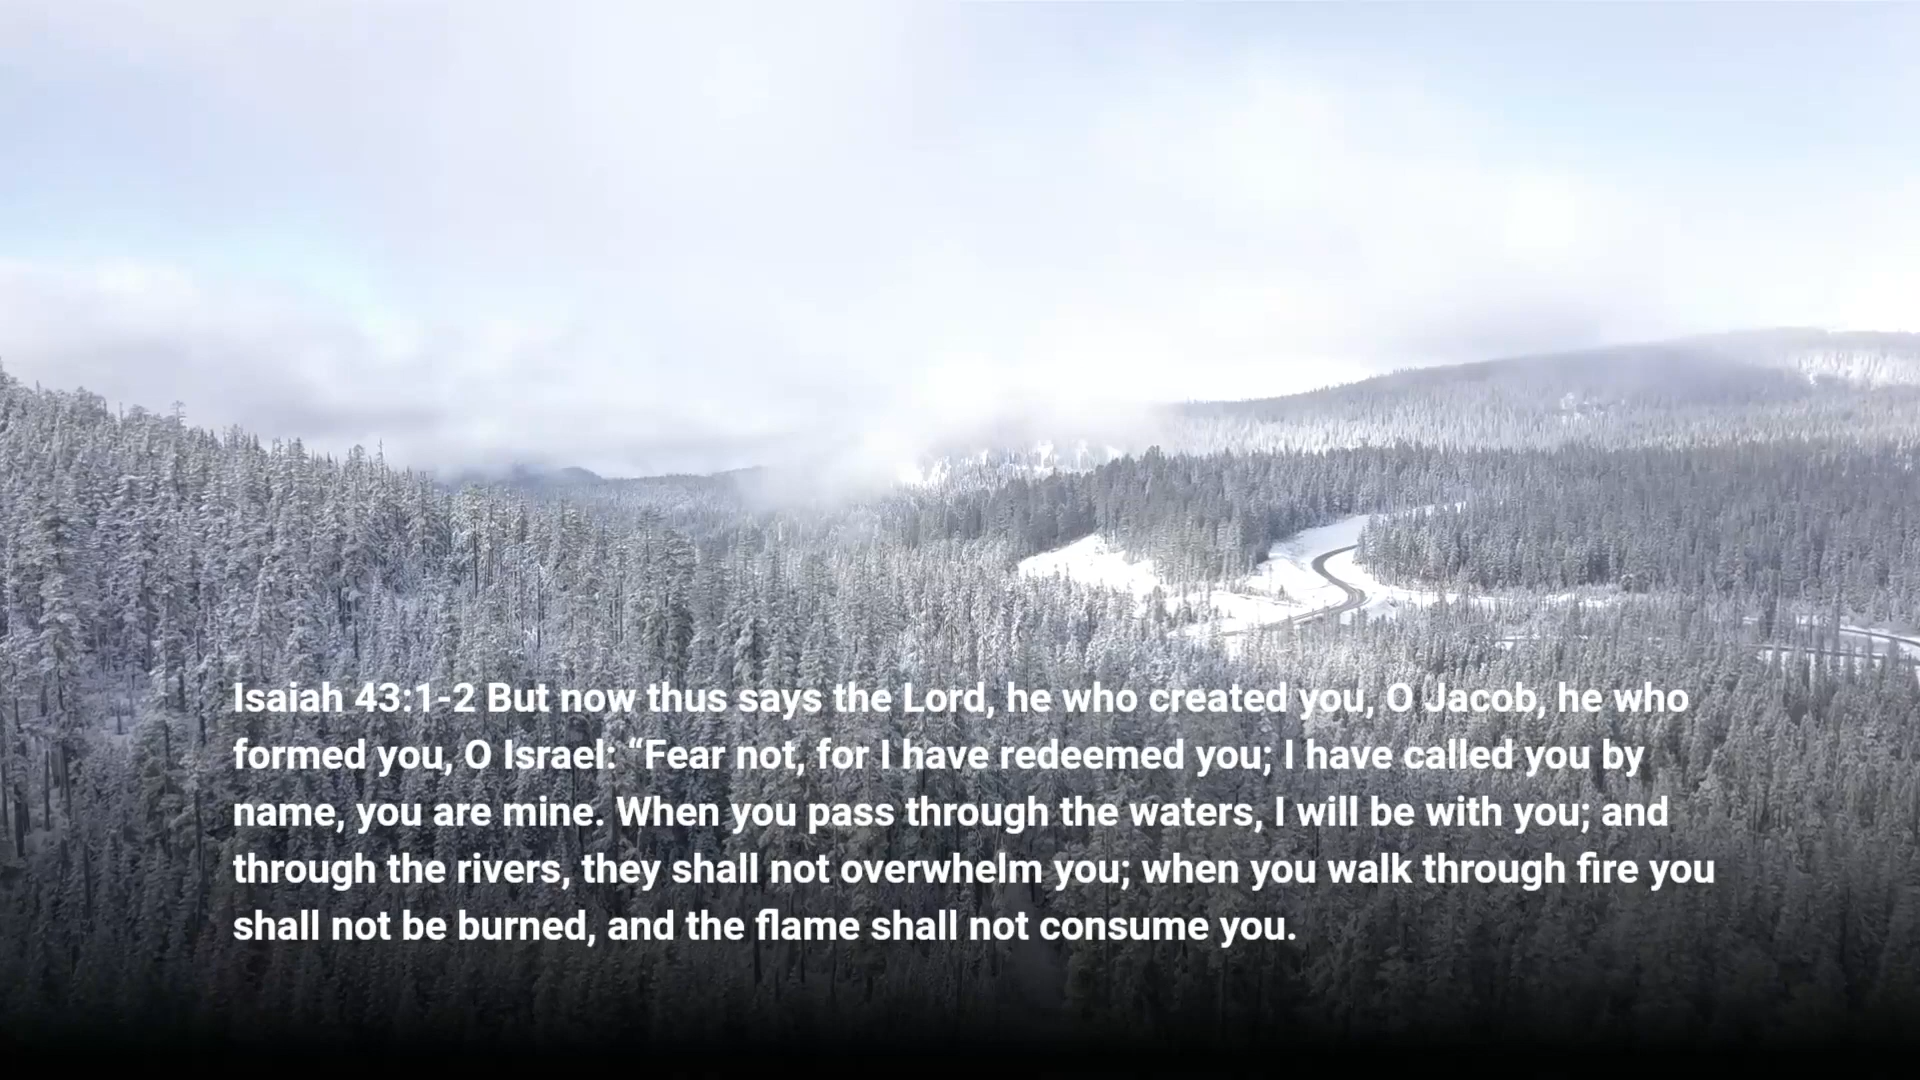 Isaiah 43:1-2 But now thus says the Lord, he who created you, O Jacob, he who
formed you, O Israel: “Fear not, for I have redeemed you; I have called you by
name, you are mine. When you pass through the waters, I will be with you; and
through the rivers, they shall not overwhelm you; when you walk through fire you
shall not be burned, and the flame shall not consume you.